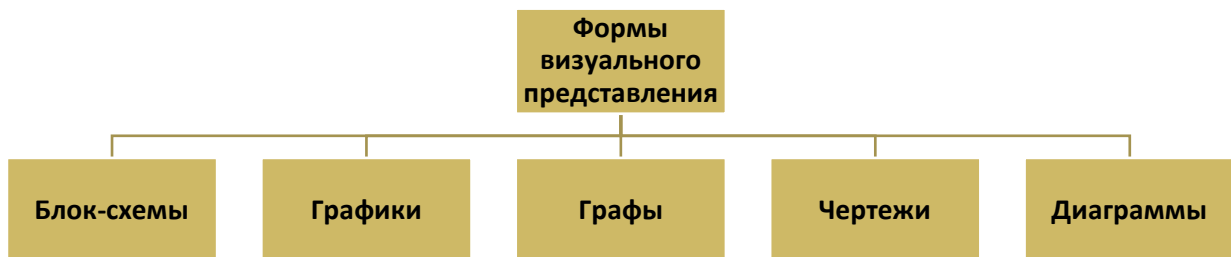 Формы
визуального
представления
Блок-схемы
Графики
Графы
Чертежи
Диаграммы